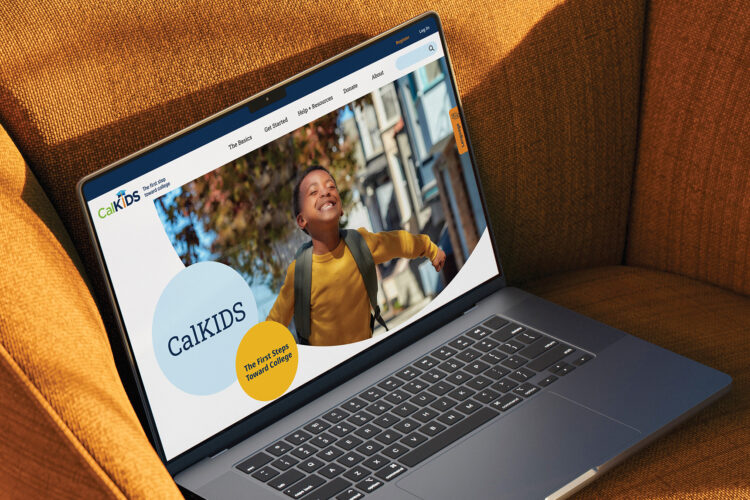 Register
Log In
The Basics
Get Started
Help + Resources
Donate
About
CalKIDS
The first step
toward college
CalKIDS
The First Steps
Toward College